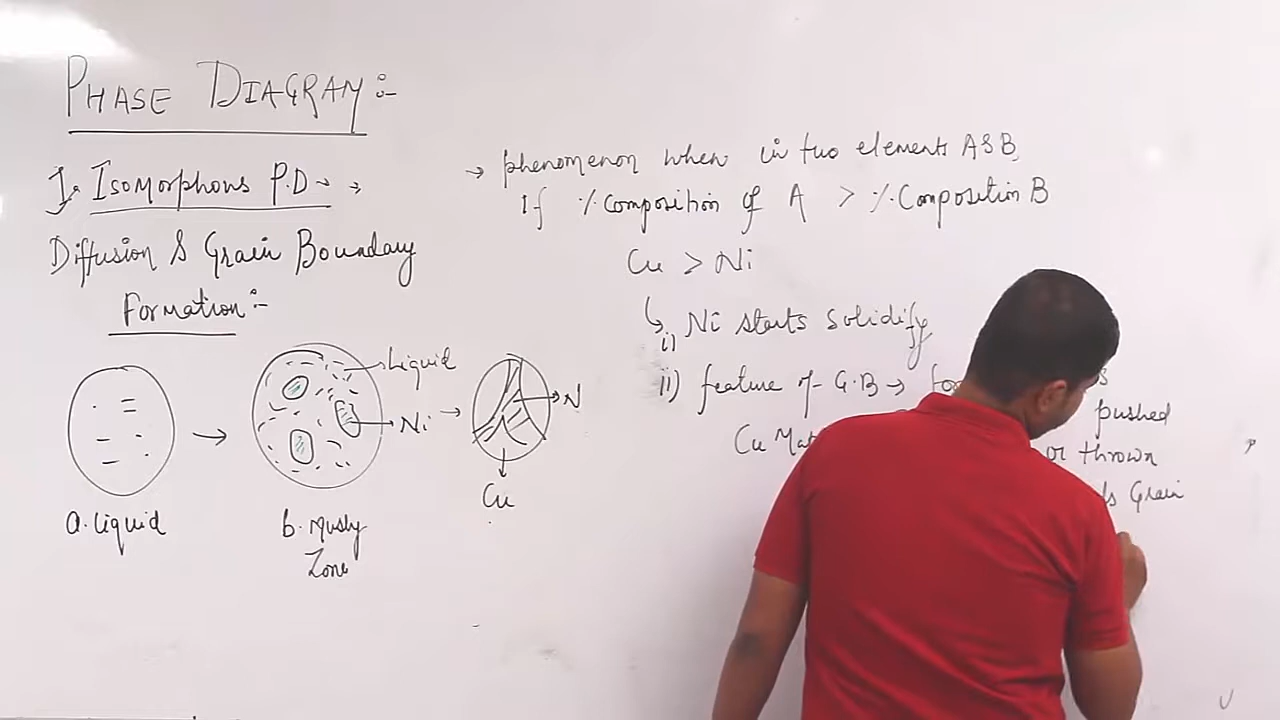 PHASE DIAGRAM:-
I. Isomorphous P.D →
Diffusion & Grain Boundary
Formation:-
Liquid
Ni
N
Cu
a. liquid
b. Mushy
Zone
→ phenomenon when in two elements A & B,
If % Composition of A > % Composition B
Cu > Ni
i) Ni starts solidify
ii) feature of G.B →
pushed
Cu
or thrown
Grain